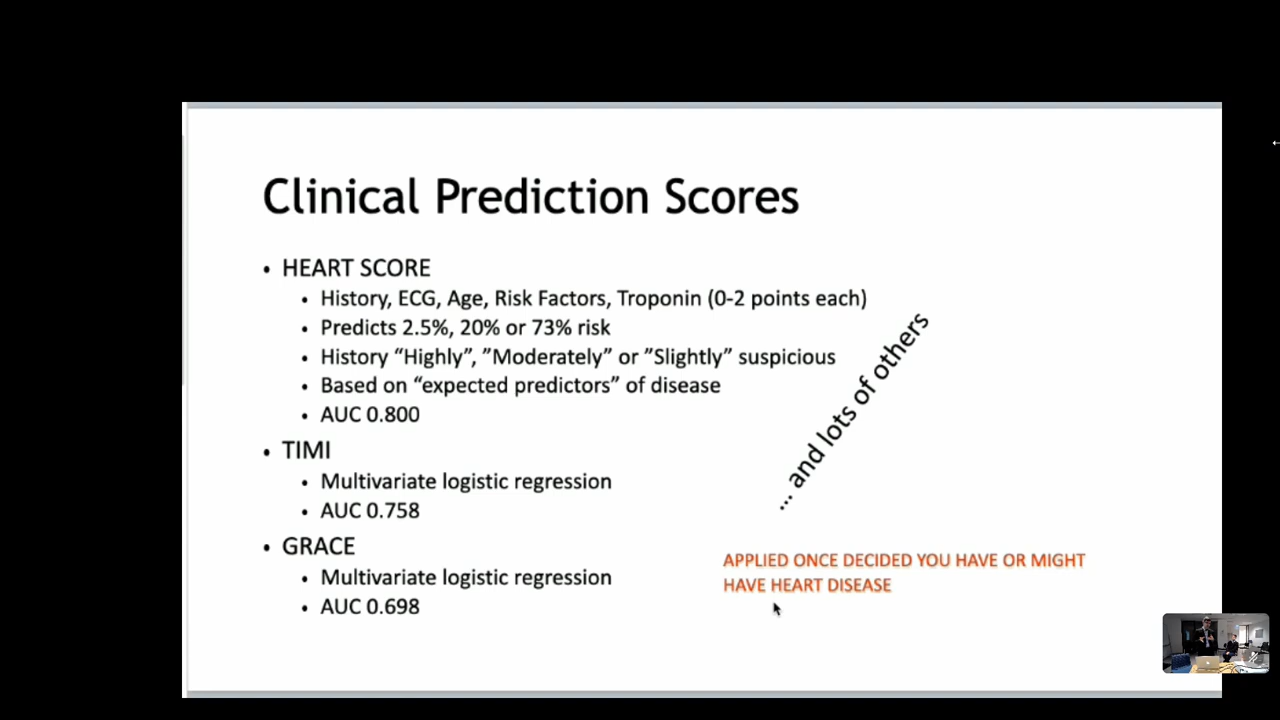 Clinical Prediction Scores
• HEART SCORE
• History, ECG, Age, Risk Factors, Troponin (0-2 points each)
• Predicts 2.5%, 20% or 73% risk
• History “Highly”, ”Moderately” or ”Slightly” suspicious
• Based on “expected predictors” of disease
• AUC 0.800
• TIMI
• Multivariate logistic regression
• AUC 0.758
• GRACE
• Multivariate logistic regression
• AUC 0.698
... and lots of others
APPLIED ONCE DECIDED YOU HAVE OR MIGHT
HAVE HEART DISEASE